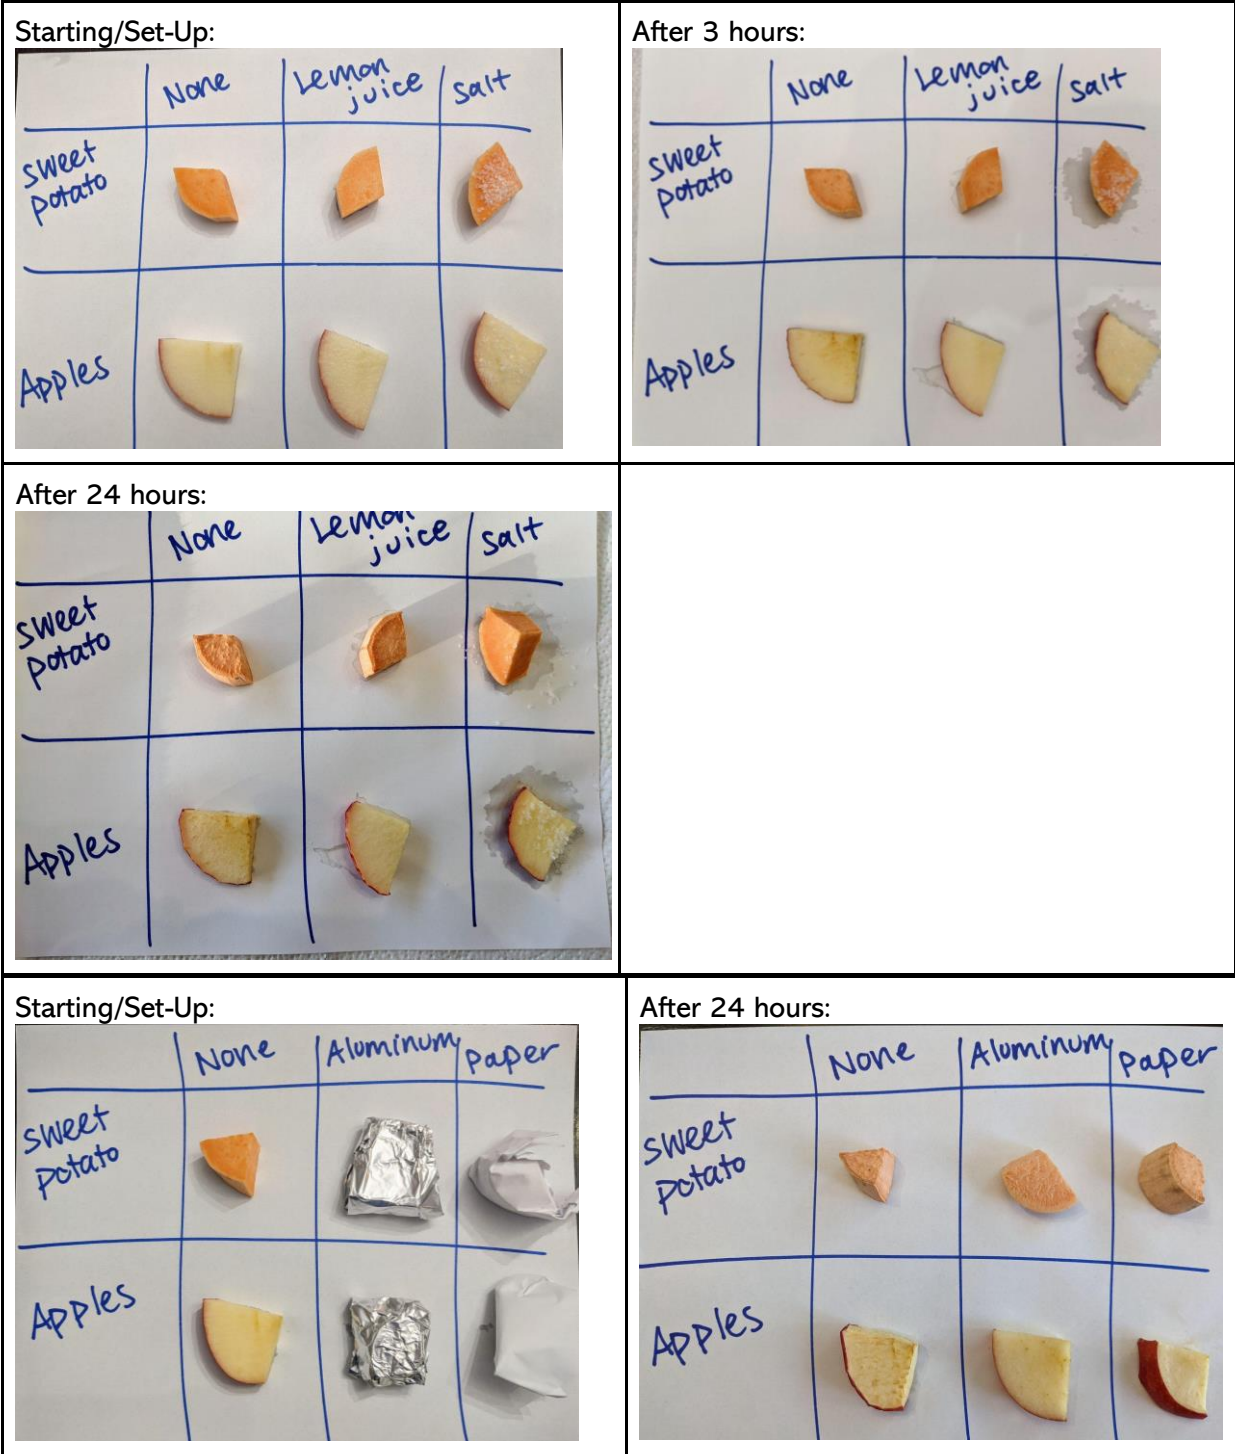 Starting/Set-Up:
None
Lemon
juice
Salt
Sweet
potato
Apples
After 3 hours:
None
Lemon
juice
Salt
Sweet
potato
Apples
After 24 hours:
None
Lemon
juice
Salt
Sweet
potato
Apples
Starting/Set-Up:
None
Aluminum
Paper
Sweet
potato
Apples
After 24 hours:
None
Aluminum
Paper
Sweet
potato
Apples